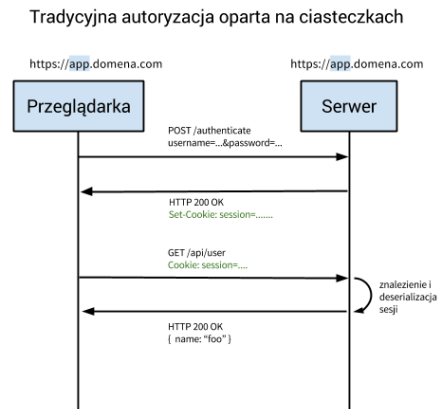 Tradycyjna autoryzacja oparta na ciasteczkach
https://app.domena.com
https://app.domena.com
Przeglądarka
Serwer
POST /authenticate
username=...&password=...
HTTP 200 OK
Set-Cookie: session=.......
GET /api/user
Cookie: session=....
znalezienie i
deserializacja
sesji
HTTP 200 OK
{ name: “foo” }